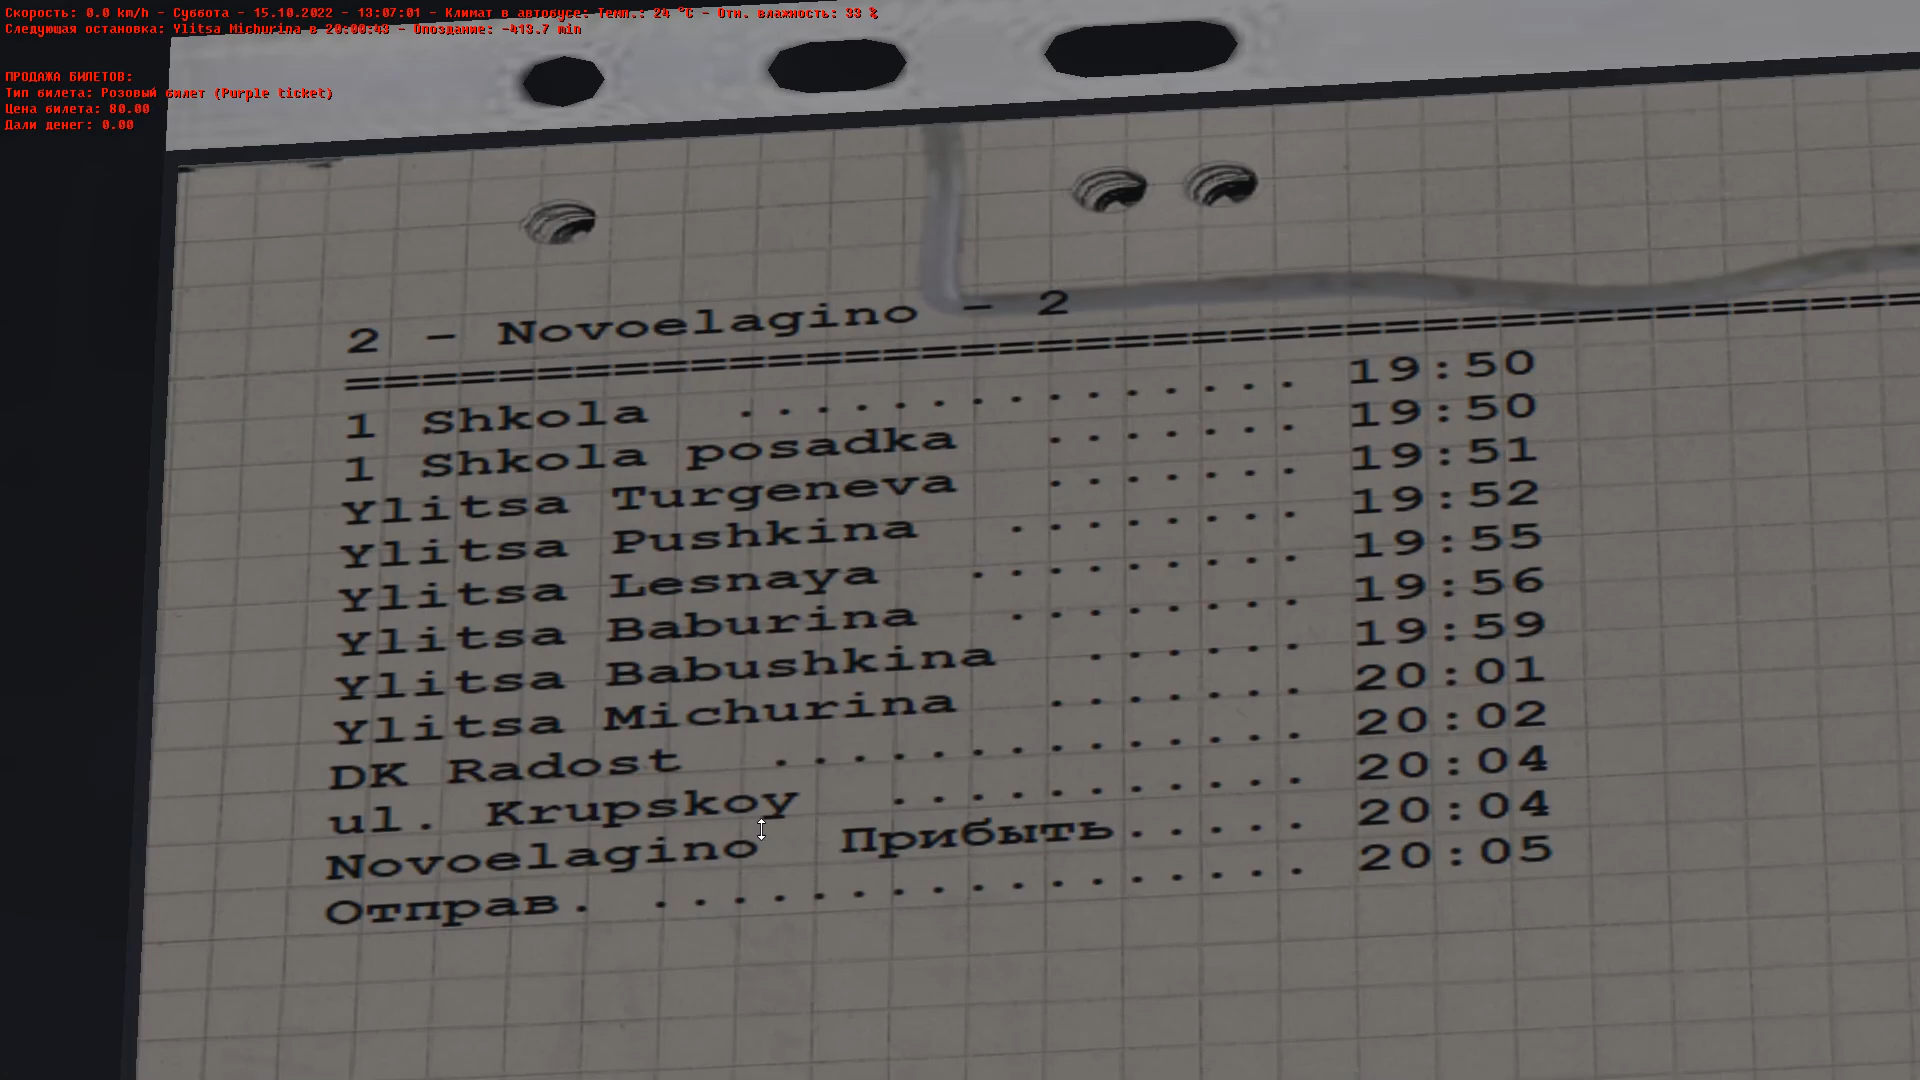 Скорость: 0.0 km/h - Суббота - 15.10.2022 - 13:07:01 - Климат в автобусе: Темп.: 24 °C - Отн. влажность: 33 %
Следующая остановка: Ylitsa Michurina в 20:00:43 - Опоздание: -413.7 min
ПРОДАЖА БИЛЕТОВ:
Тип билета: Розовый билет (Purple ticket)
Цена билета: 80.00
Дали денег: 0.00
2 - Novoelagino - 2
================================================
1 Shkola ............... 19:50
1 Shkola posadka ....... 19:50
Ylitsa Turgeneva ....... 19:51
Ylitsa Pushkina ........ 19:52
Ylitsa Lesnaya ......... 19:55
Ylitsa Baburina ........ 19:56
Ylitsa Babushkina ...... 19:59
Ylitsa Michurina ....... 20:01
DK Radost .............. 20:02
ul. Krupskoy ........... 20:04
Novoelagino Прибыть..... 20:04
Отправ. ................. 20:05